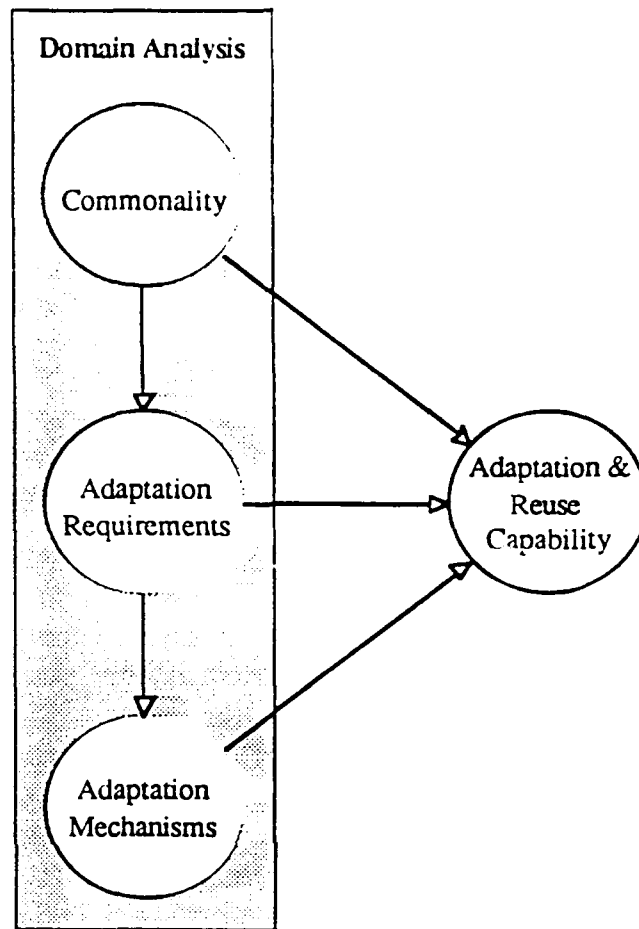 Domain Analysis
Commonality
Adaptation
Requirements
Adaptation &
Reuse
Capability
Adaptation
Mechanisms